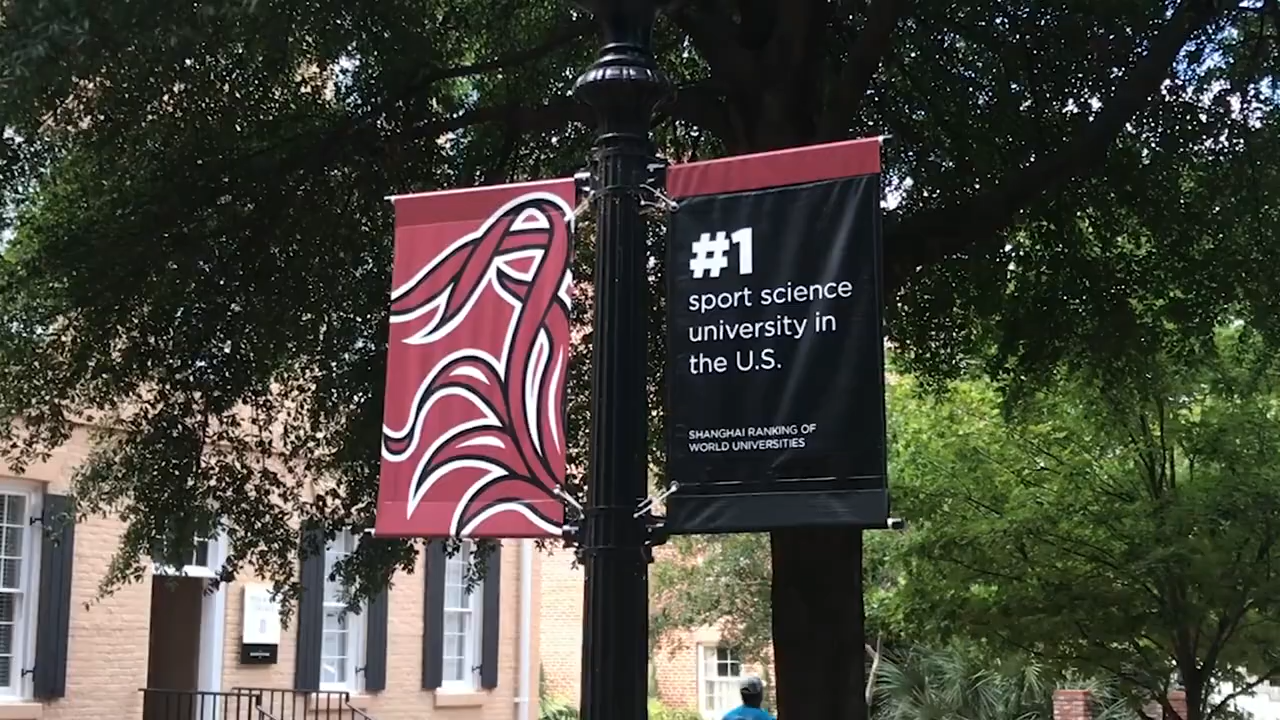 #1
sport science
university in
the U.S.
SHANGHAI RANKING OF
WORLD UNIVERSITIES